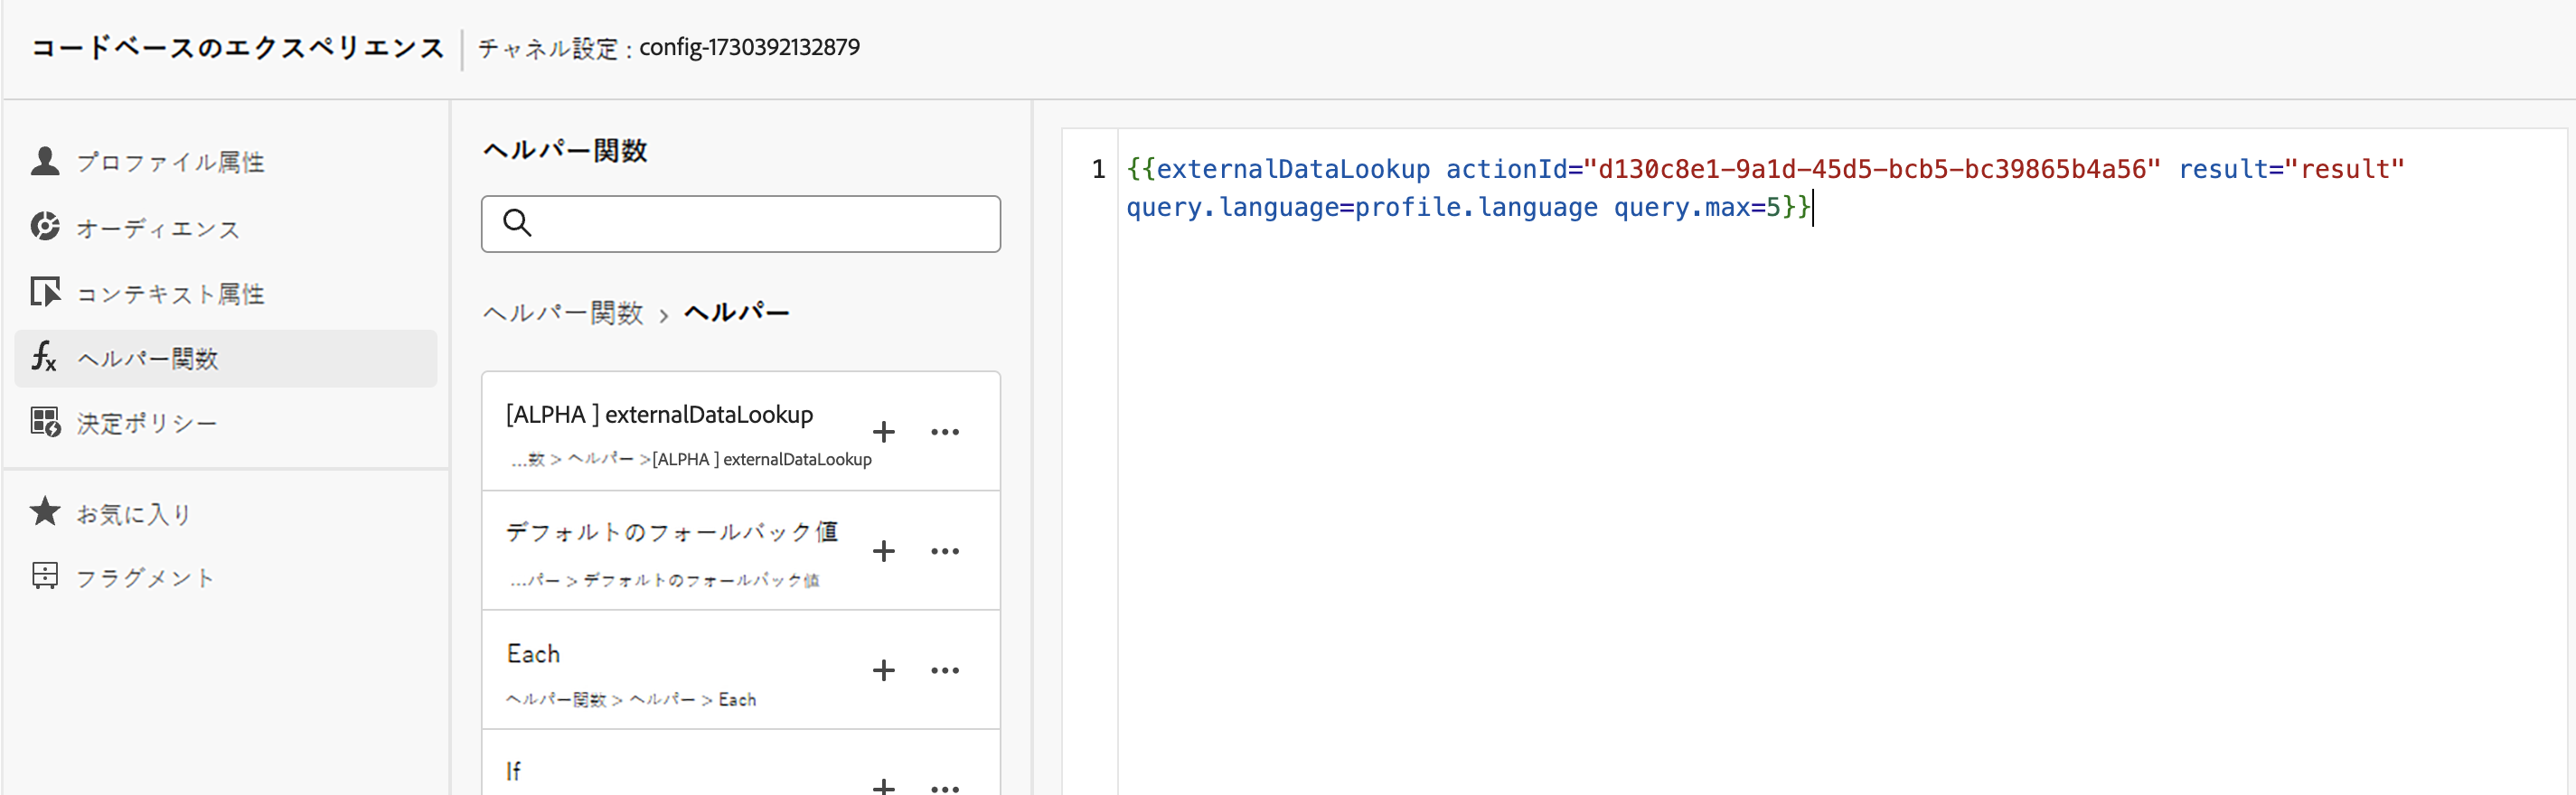 コードベースのエクスペリエンス
チャネル設定 : config-1730392132879
プロファイル属性
オーディエンス
コンテキスト属性
ヘルパー関数
決定ポリシー
お気に入り
フラグメント
ヘルパー関数
ヘルパー関数 > ヘルパー
[ALPHA ] externalDataLookup
...数 > ヘルパー >[ALPHA ] externalDataLookup
デフォルトのフォールバック値
...パー > デフォルトのフォールバック値
Each
ヘルパー関数 > ヘルパー > Each
If
1
{{externalDataLookup actionId="d130c8e1-9a1d-45d5-bcb5-bc39865b4a56" result="result"
query.language=profile.language query.max=5}}